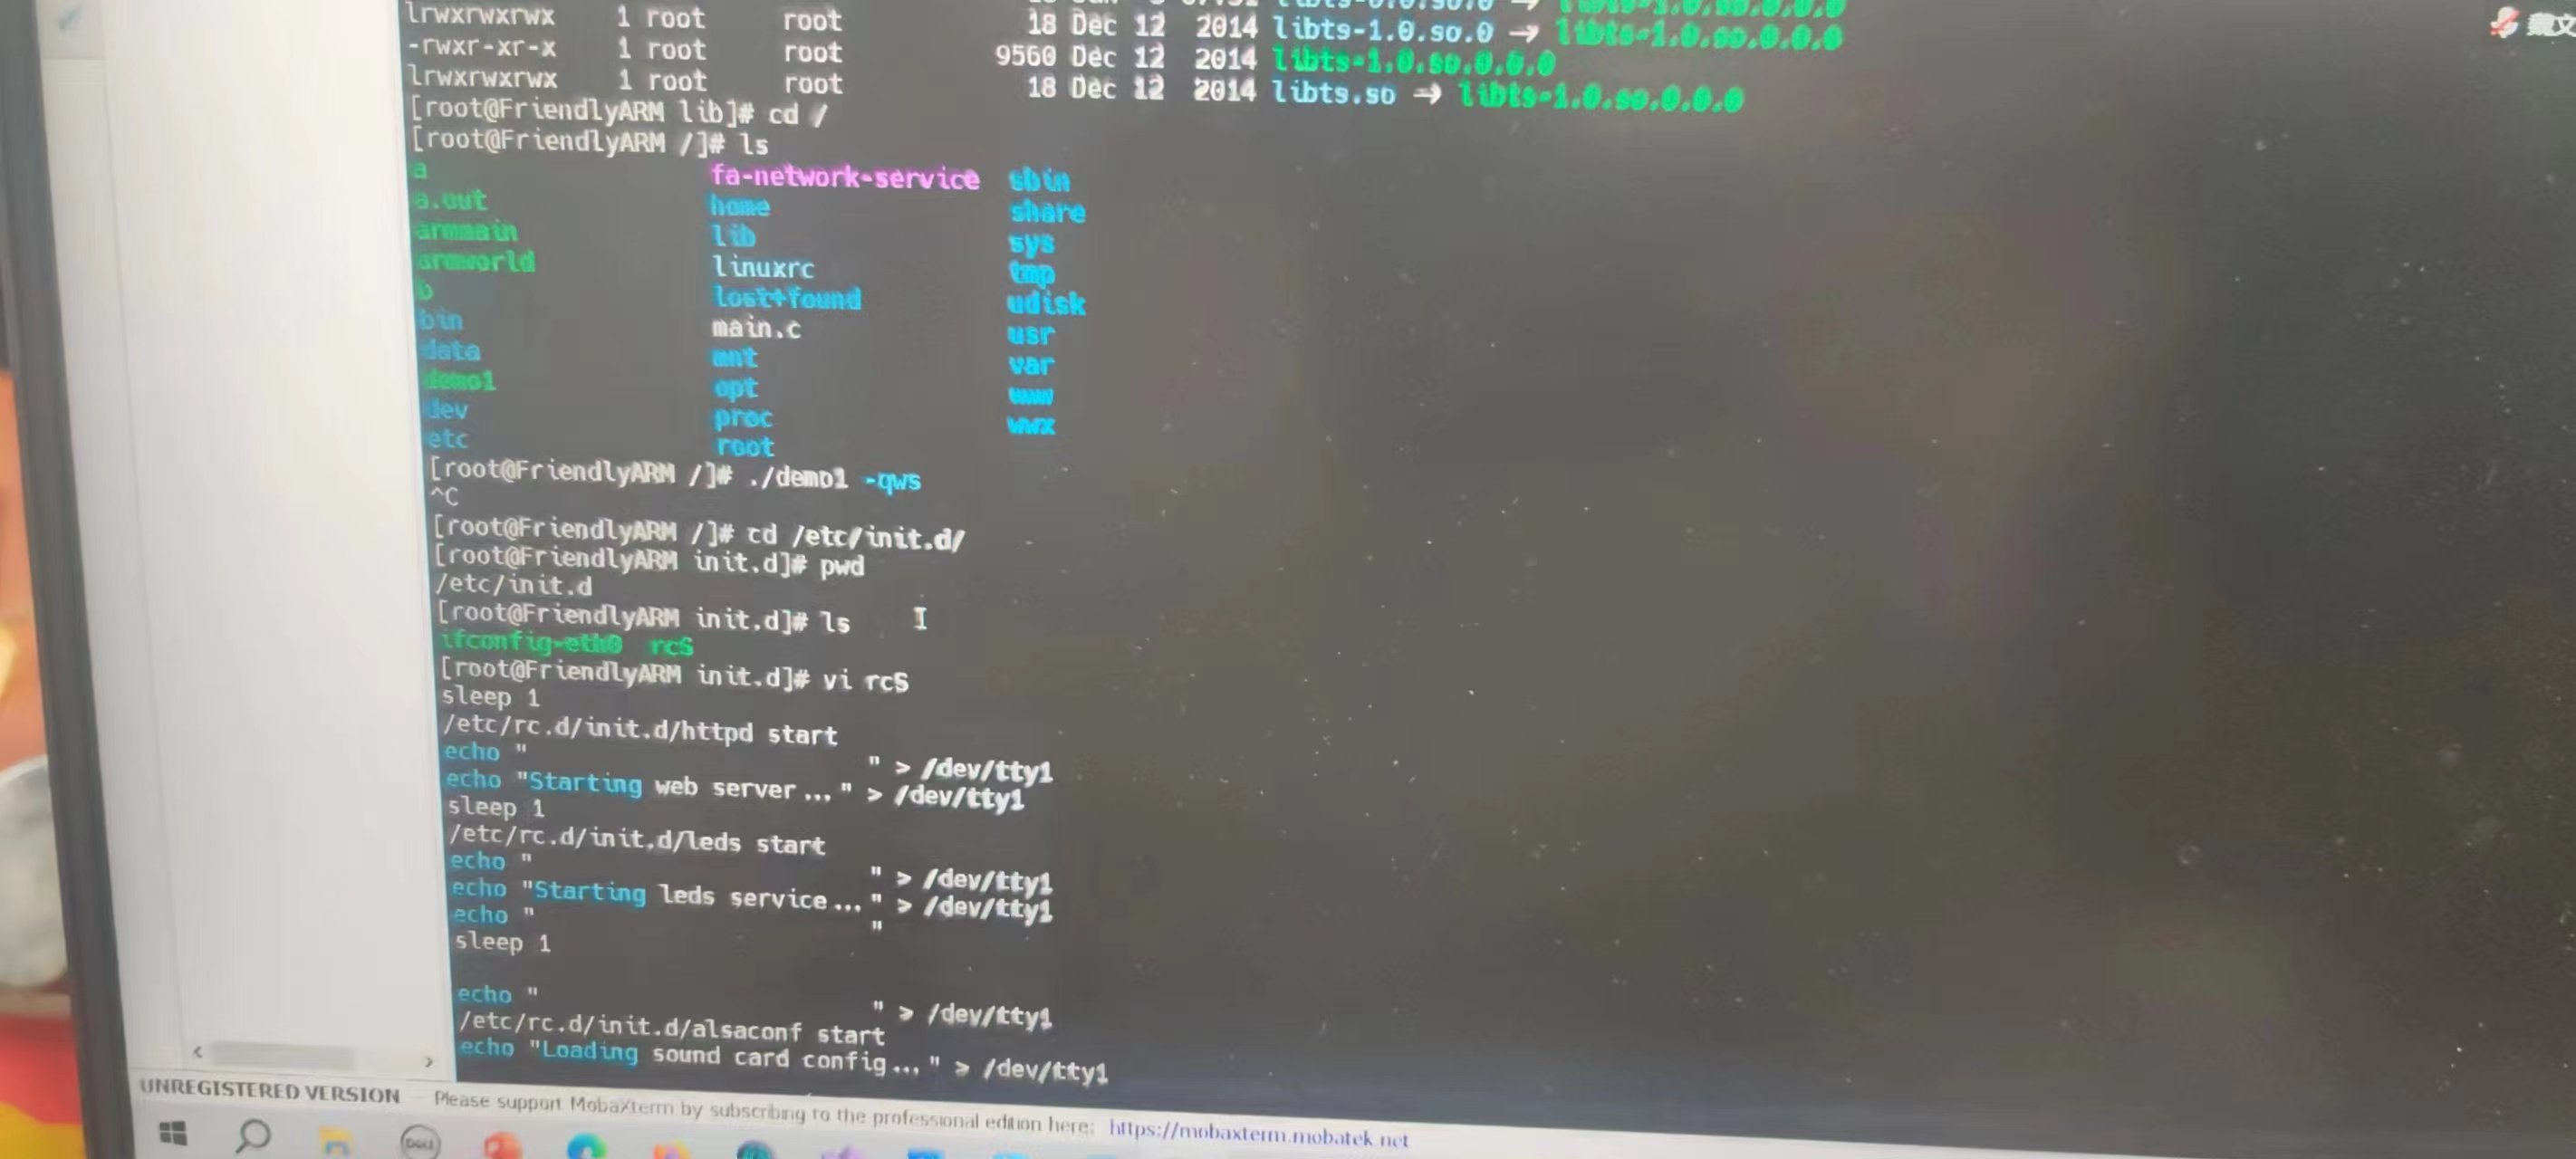 lrwxrwxrwx 1 root root 18 Dec 12 2014 libts-1.0.so.0 → libts-1.0.so.0.0.0
-rwxr-xr-x 1 root root 9560 Dec 12 2014 libts-1.0.so.0.0.0
lrwxrwxrwx 1 root root 18 Dec 12 2014 libts.so → libts-1.0.so.0.0.0
[root@FriendlyARM lib]# cd /
[root@FriendlyARM /]# ls
a fa-network-service sbin
a.out home share
armmain lib sys
armworld linuxrc tmp
b lost+found udisk
bin main.c usr
data mnt var
demo1 opt www
dev proc wwx
etc root
[root@FriendlyARM /]# ./demo1 -qws
^C
[root@FriendlyARM /]# cd /etc/init.d/
[root@FriendlyARM init.d]# pwd
/etc/init.d
[root@FriendlyARM init.d]# ls
ifconfig-eth0 rcS
[root@FriendlyARM init.d]# vi rcS
sleep 1
/etc/rc.d/init.d/httpd start
echo " " > /dev/tty1
echo "Starting web server..." > /dev/tty1
sleep 1
/etc/rc.d/init.d/leds start
echo " " > /dev/tty1
echo "Starting leds service..." > /dev/tty1
echo " "
sleep 1
echo " " > /dev/tty1
/etc/rc.d/init.d/alsaconf start
echo "Loading sound card config..." > /dev/tty1
UNREGISTERED VERSION - Please support MobaXterm by subscribing to the professional edition here: https://mobaxterm.mobatek.net
DELL